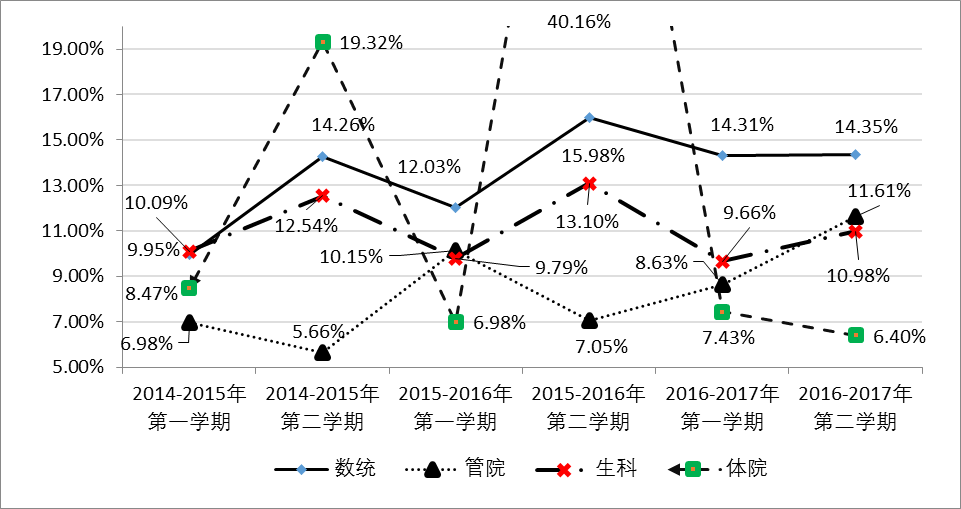 40.16%
19.00%
19.32%
17.00%
15.00%
14.26%
14.31%
14.35%
15.98%
12.03%
13.00%
10.09%
12.54%
13.10%
9.66%
11.61%
11.00%
9.95%
10.15%
9.79%
8.63%
10.98%
9.00%
8.47%
7.00%
6.98%
5.66%
6.98%
7.05%
7.43%
6.40%
5.00%
2014-2015年
第一学期
2014-2015年
第二学期
2015-2016年
第一学期
2015-2016年
第二学期
2016-2017年
第一学期
2016-2017年
第二学期
数统 管院 生科 体院